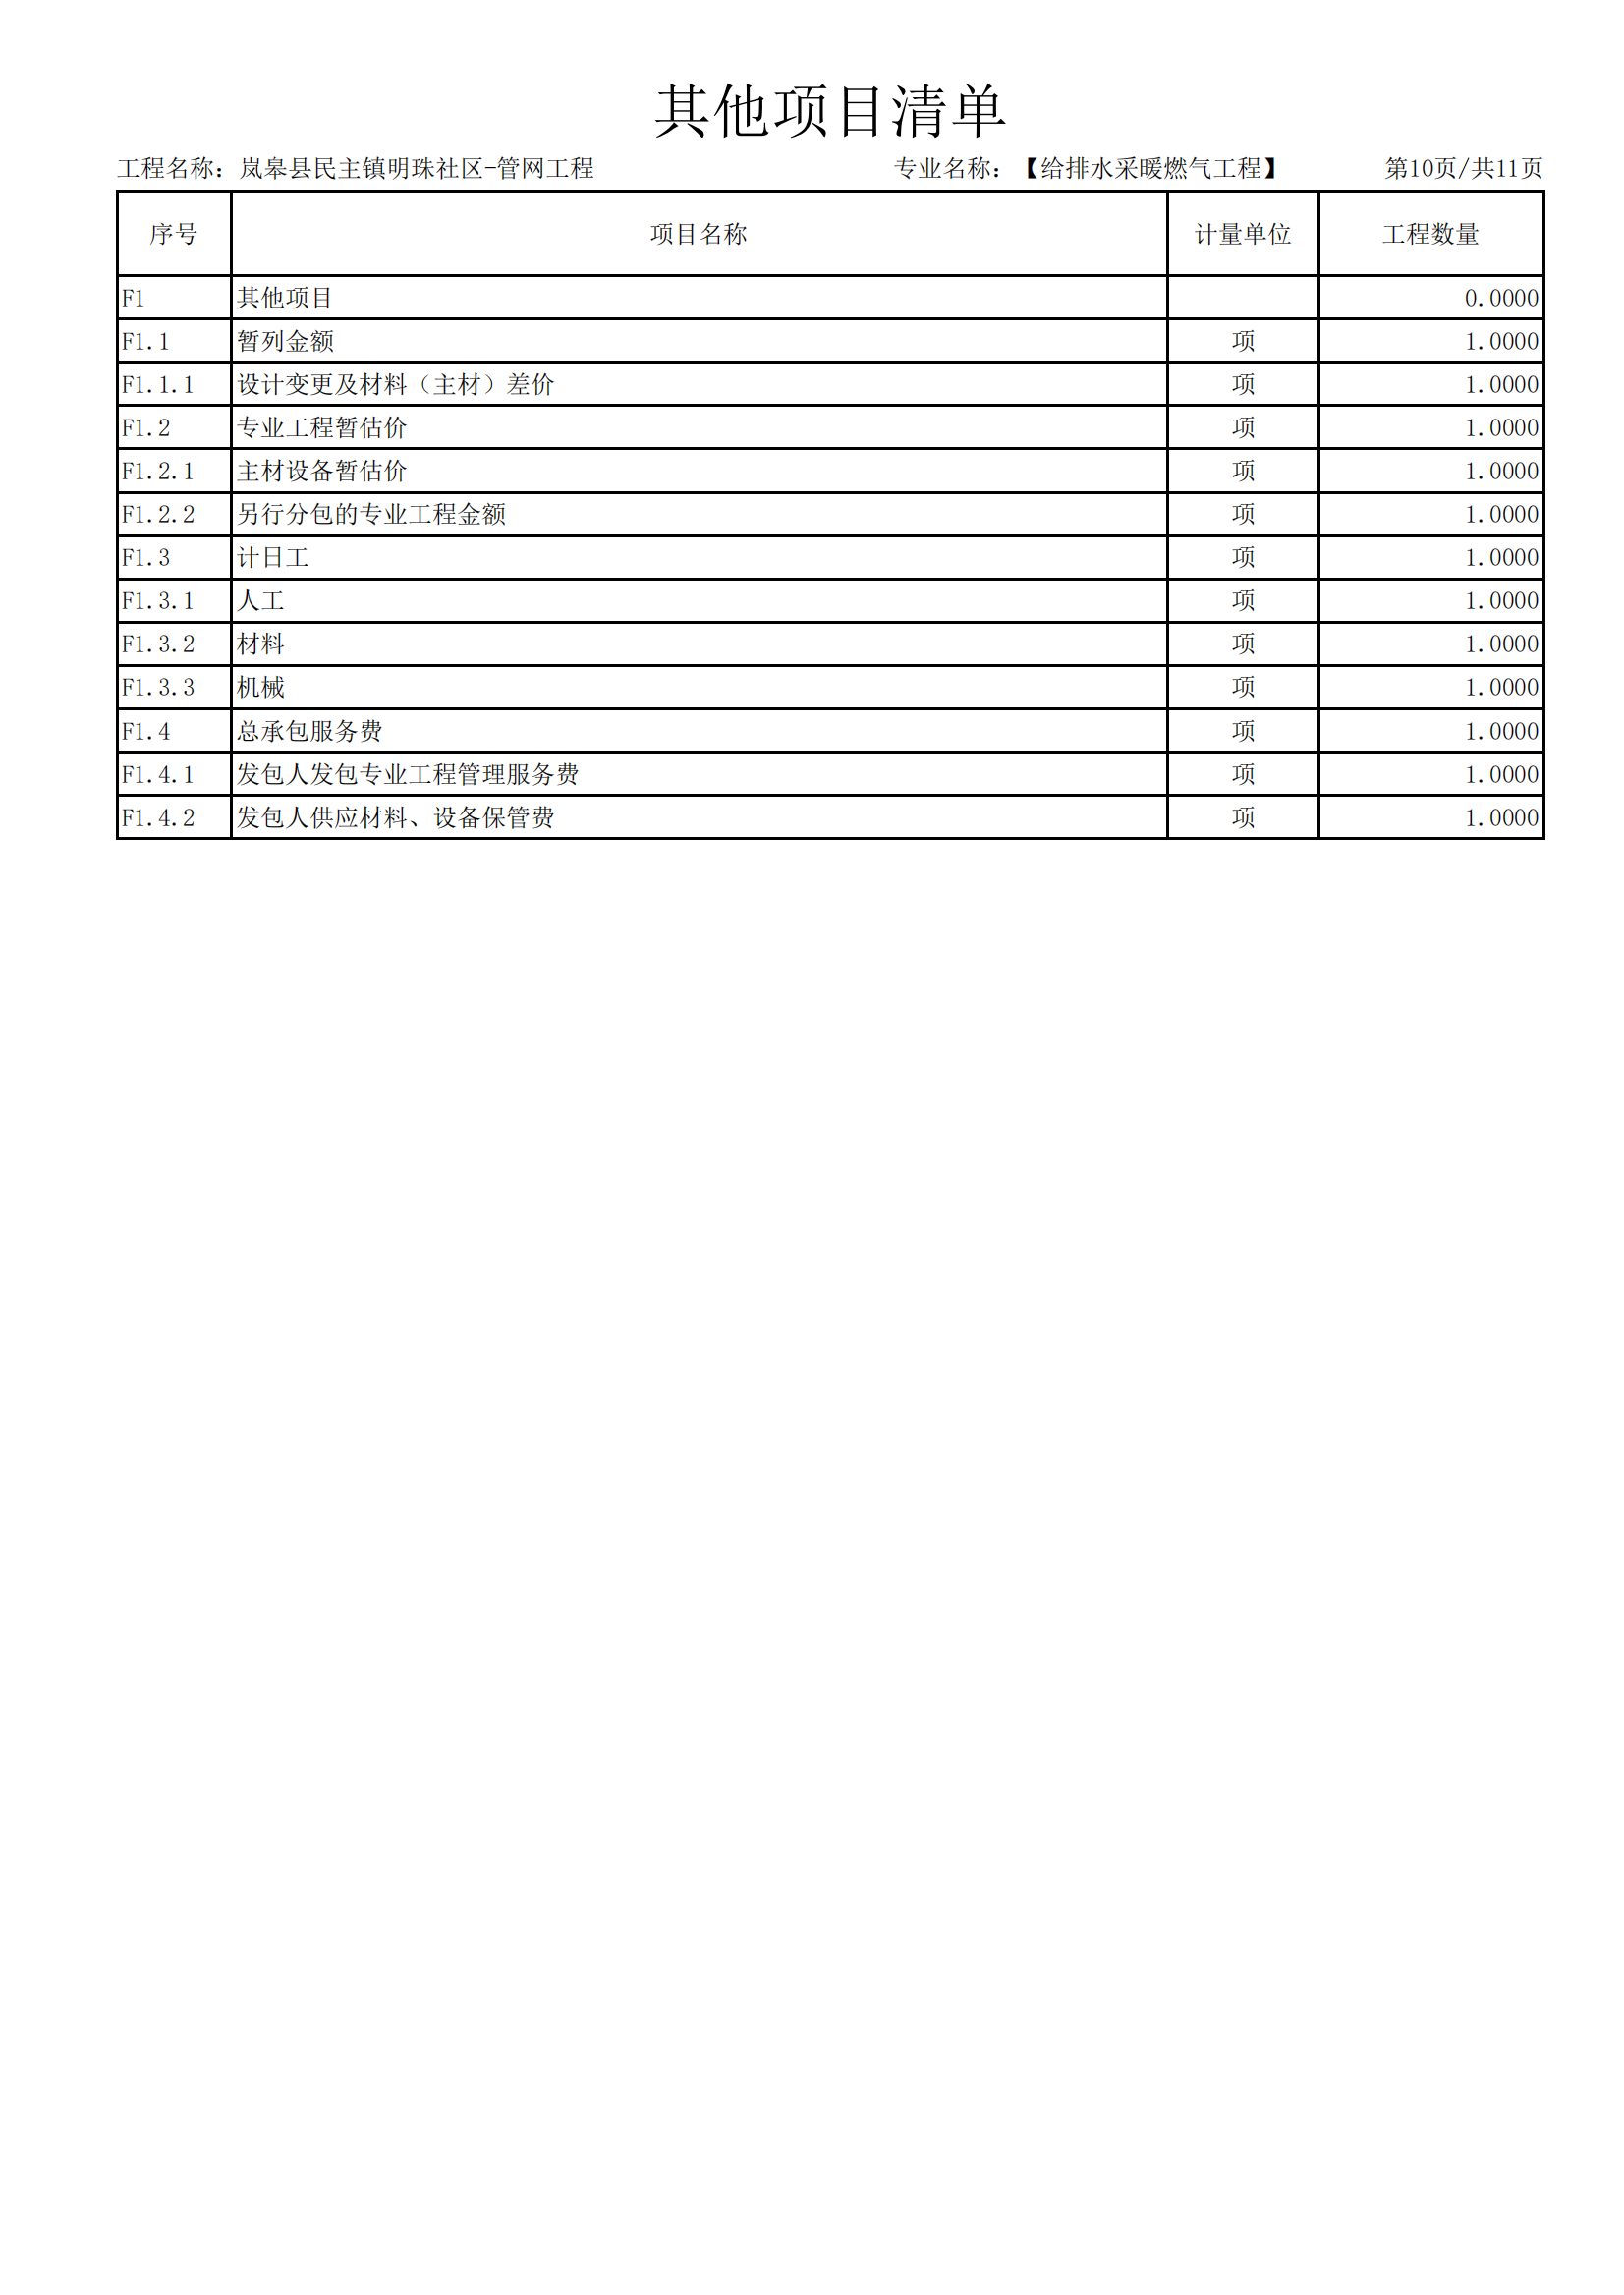 其他项目清单
工程名称：岚皋县民主镇明珠社区-管网工程 专业名称：【给排水采暖燃气工程】 第10页/共11页
序号 项目名称 计量单位 工程数量
F1 其他项目 0.0000
F1.1 暂列金额 项 1.0000
F1.1.1 设计变更及材料（主材）差价 项 1.0000
F1.2 专业工程暂估价 项 1.0000
F1.2.1 主材设备暂估价 项 1.0000
F1.2.2 另行分包的专业工程金额 项 1.0000
F1.3 计日工 项 1.0000
F1.3.1 人工 项 1.0000
F1.3.2 材料 项 1.0000
F1.3.3 机械 项 1.0000
F1.4 总承包服务费 项 1.0000
F1.4.1 发包人发包专业工程管理服务费 项 1.0000
F1.4.2 发包人供应材料、设备保管费 项 1.0000